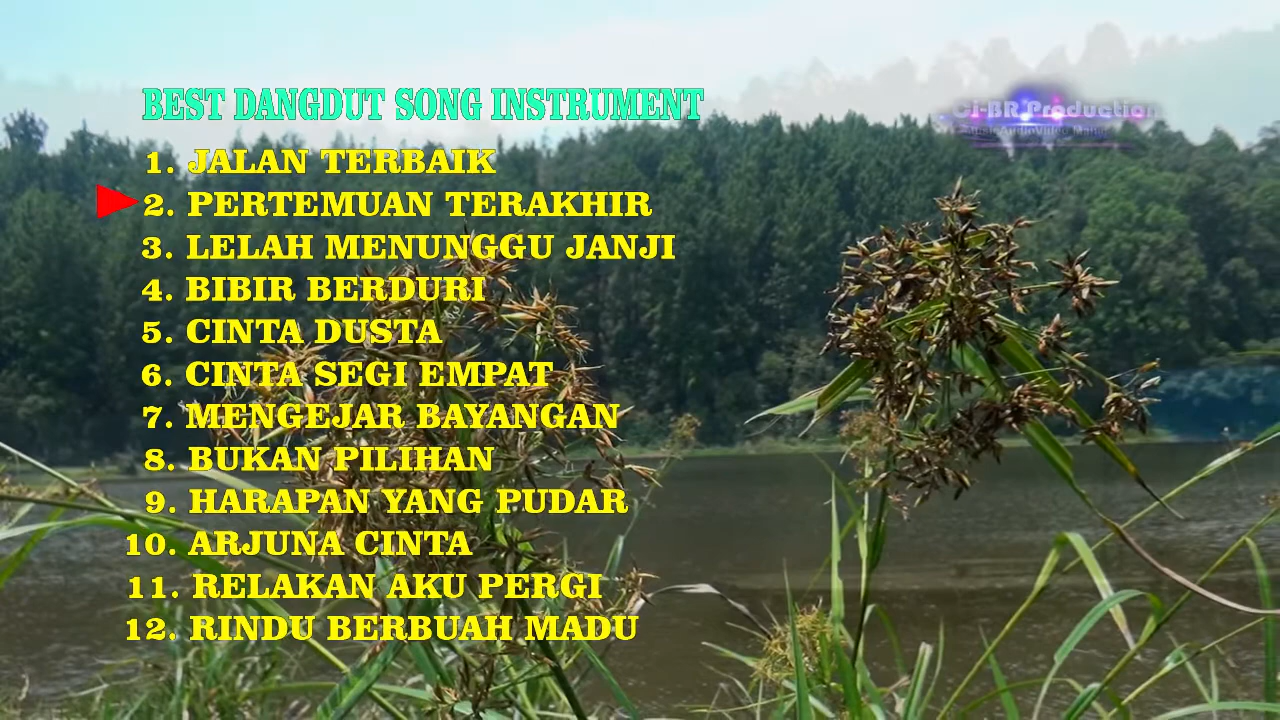 BEST DANGDUT SONG INSTRUMENT
Ci-BR Production
1. JALAN TERBAIK
2. PERTEMUAN TERAKHIR
3. LELAH MENUNGGU JANJI
4. BIBIR BERDURI
5. CINTA DUSTA
6. CINTA SEGI EMPAT
7. MENGEJAR BAYANGAN
8. BUKAN PILIHAN
9. HARAPAN YANG PUDAR
10. ARJUNA CINTA
11. RELAKAN AKU PERGI
12. RINDU BERBUAH MADU